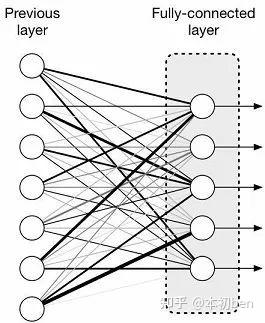 Previous
layer
Fully-connected
layer
知乎 @本初ben